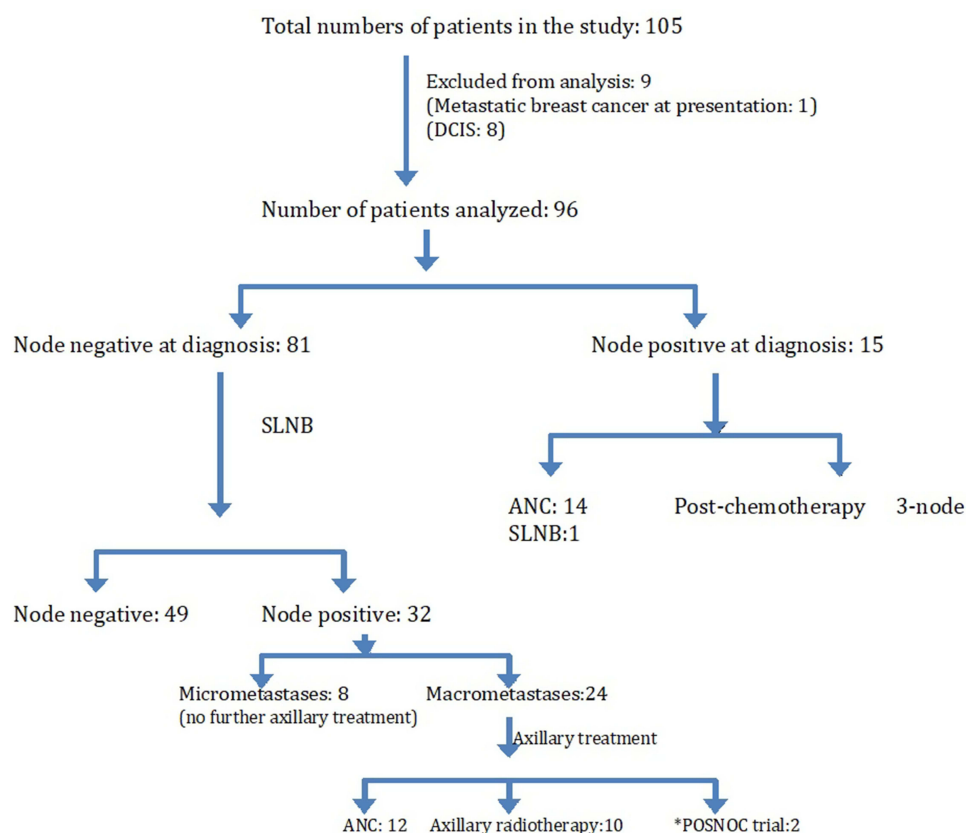 Total numbers of patients in the study: 105
Excluded from analysis: 9
(Metastatic breast cancer at presentation: 1)
(DCIS: 8)
Number of patients analyzed: 96
Node negative at diagnosis: 81
Node positive at diagnosis: 15
SLNB
ANC: 14
SLNB:1
Post-chemotherapy 3-node
Node negative: 49
Node positive: 32
Micrometastases: 8
(no further axillary treatment)
Macrometastases:24
Axillary treatment
ANC: 12
Axillary radiotherapy:10
*POSNOC trial:2